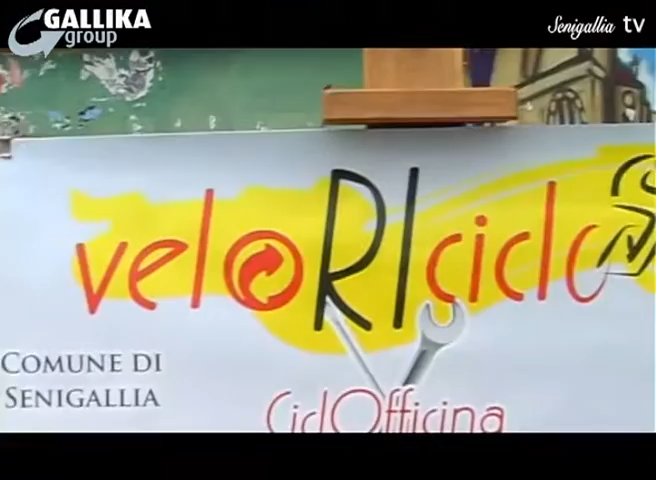 GALLIKA
group
Senigallia tv
veloRIciclo
COMUNE DI
SENIGALLIA
CiclOfficina